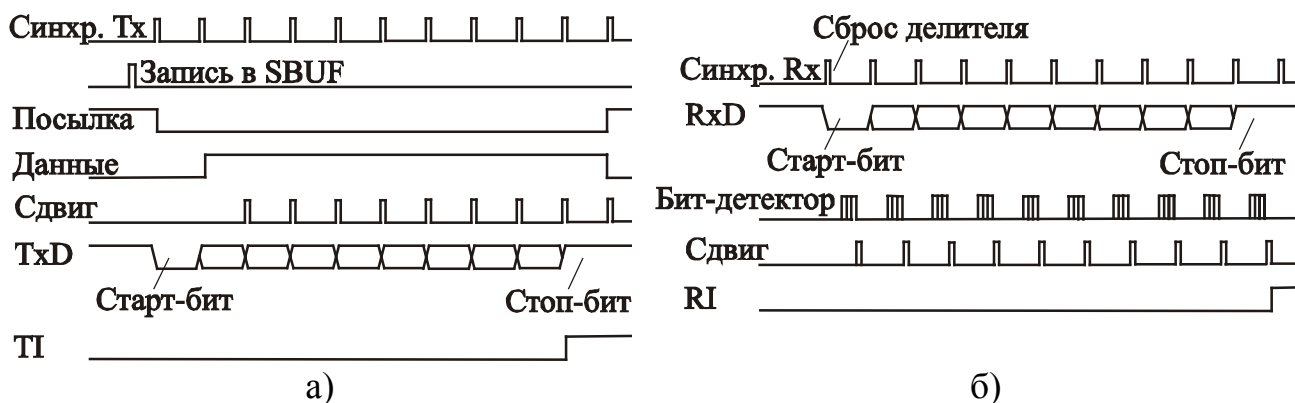 Синхр. Tx
Запись в SBUF
Посылка
Данные
Сдвиг
TxD
Старт-бит
Стоп-бит
TI
а)
Сброс делителя
Синхр. Rx
RxD
Старт-бит
Стоп-бит
Бит-детектор
Сдвиг
RI
б)